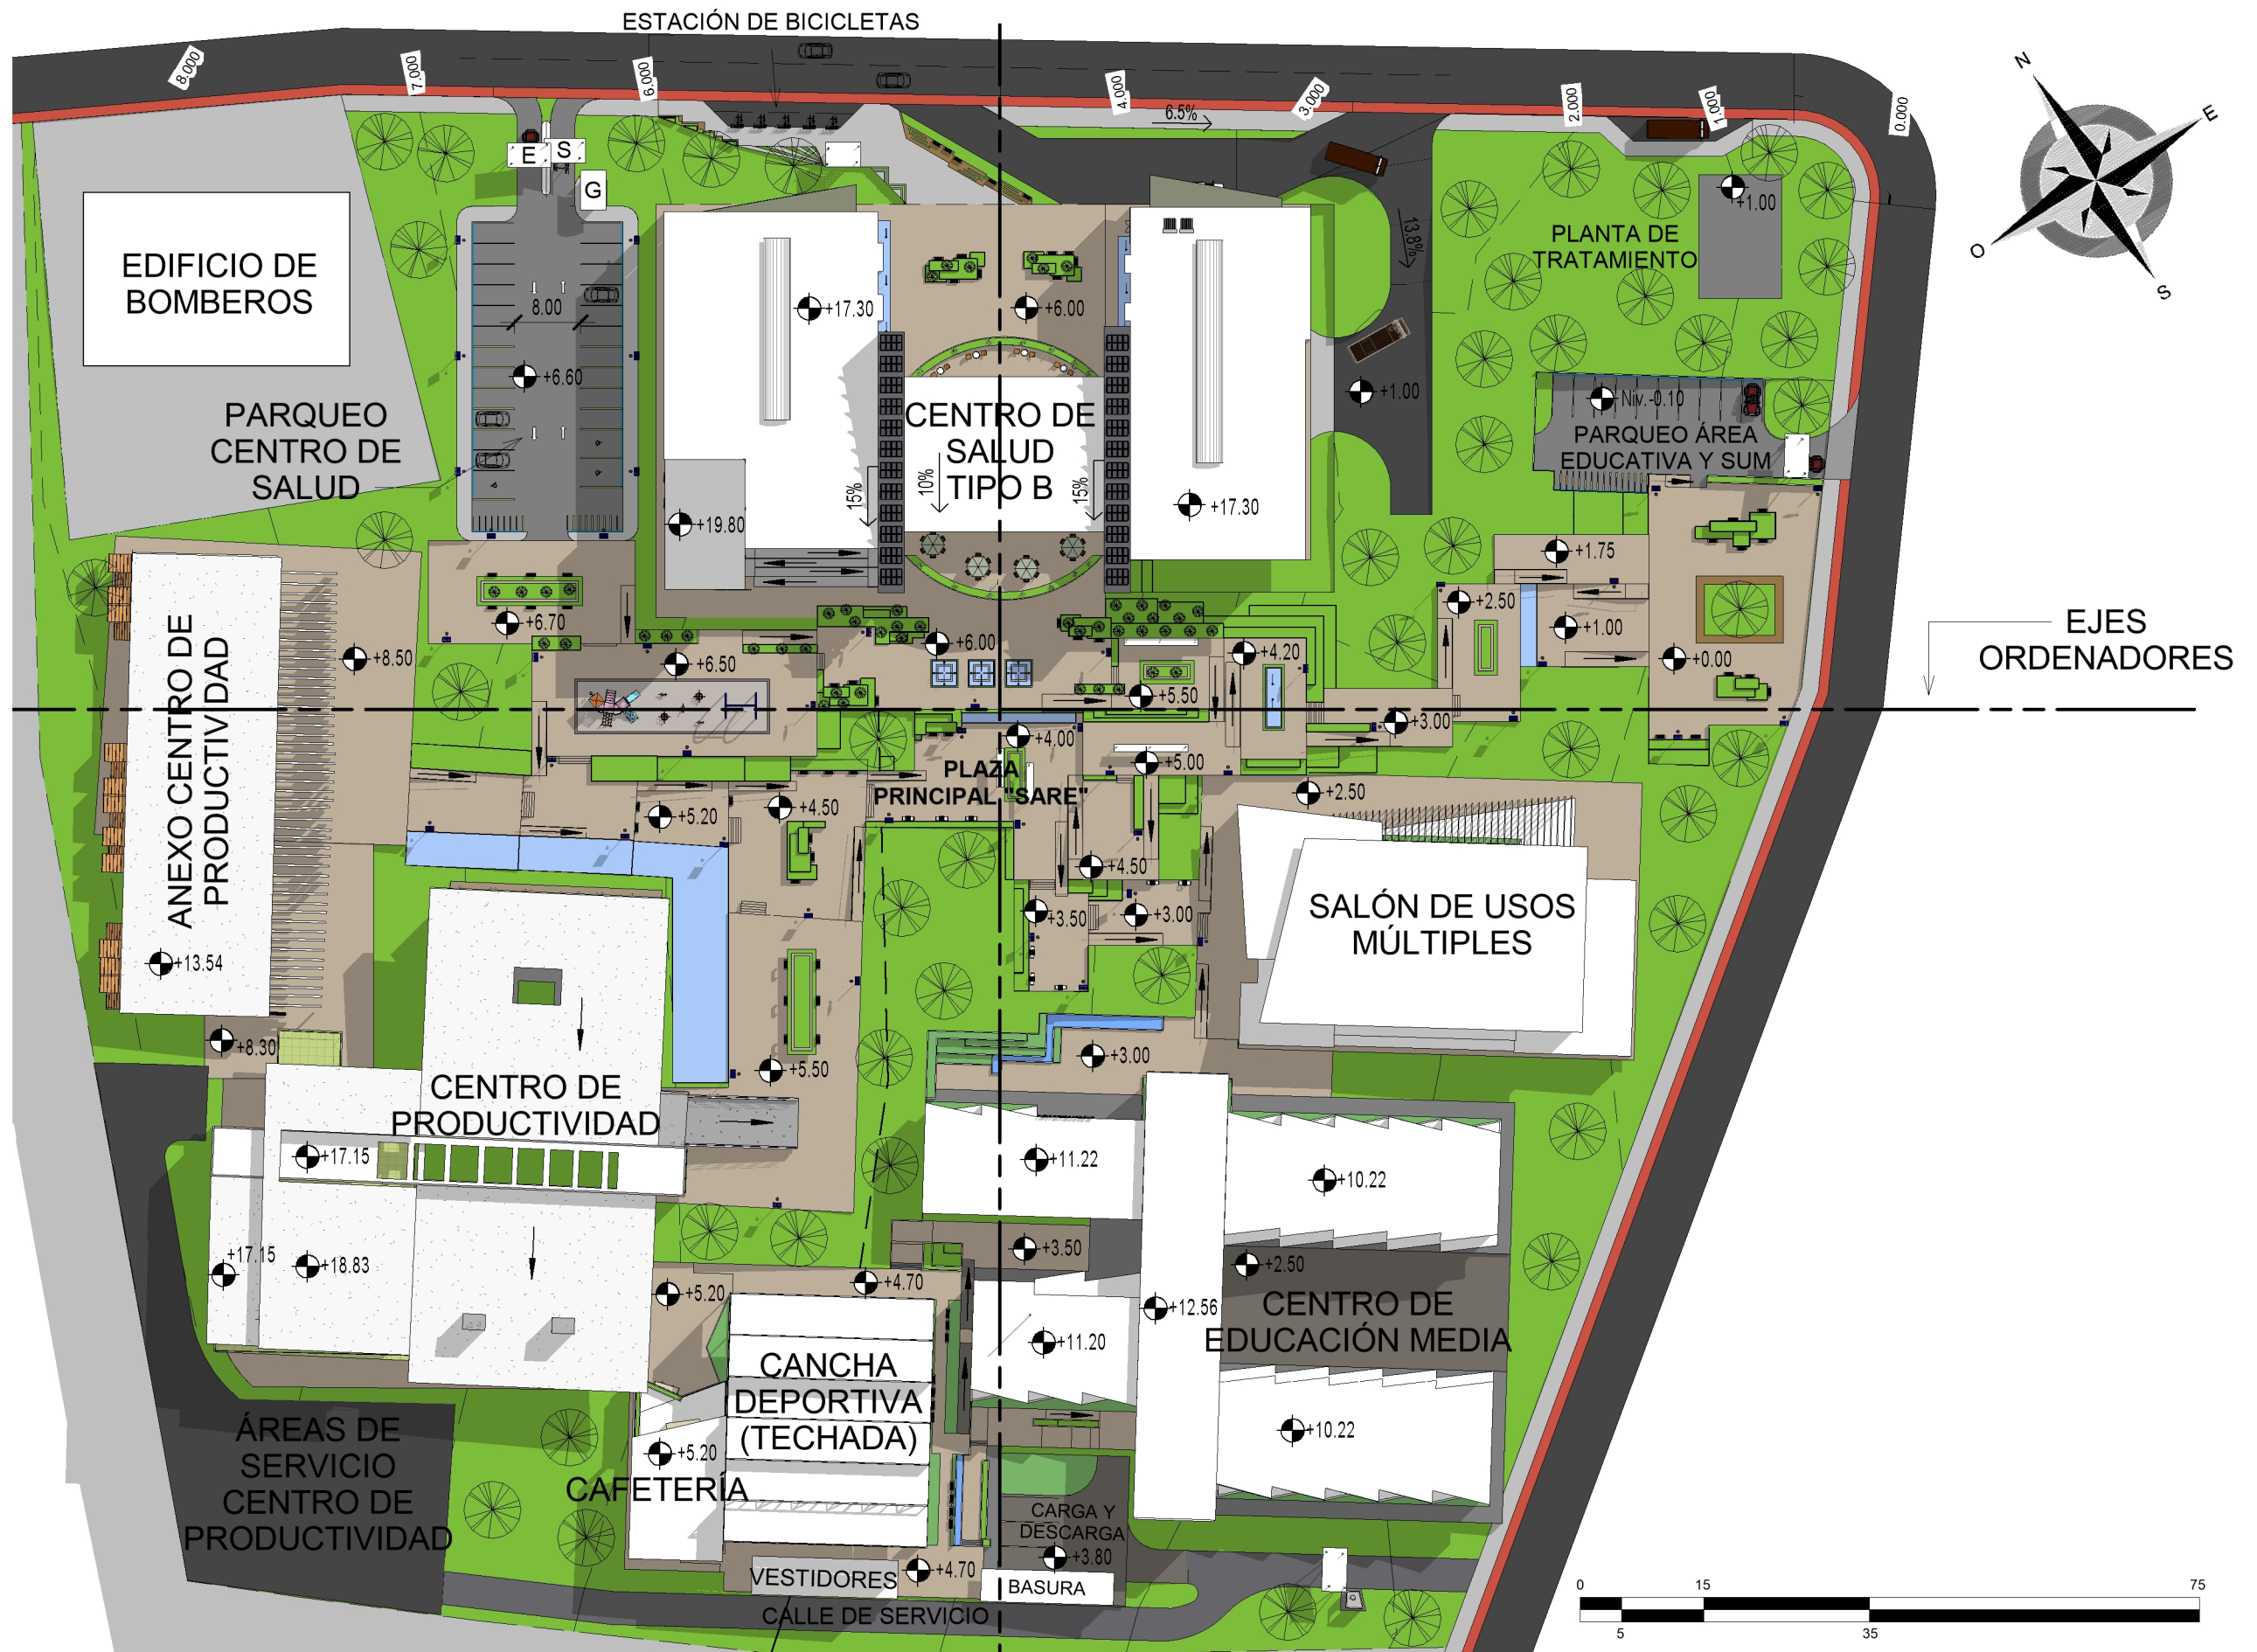 ESTACIÓN DE BICICLETAS
8.000
7.000
6.000
4.000
3.000
2.000
1.000
0.000
6.5%
N
E
O
S
E
S
G
+1.00
13.8%
PLANTA DE
TRATAMIENTO
EDIFICIO DE
BOMBEROS
8.00
+17.30
+6.00
+6.60
+1.00
Niv.-0.10
PARQUEO
CENTRO DE
SALUD
CENTRO DE
SALUD
TIPO B
15%
10%
15%
PARQUEO ÁREA
EDUCATIVA Y SUM
+19.80
+17.30
+1.75
+2.50
+6.70
+1.00
EJES
ORDENADORES
ANEXO CENTRO DE
PRODUCTIVIDAD
+8.50
+6.50
+6.00
+4.20
+0.00
+5.50
+3.00
+4.00
PLAZA
PRINCIPAL "SARE"
+5.00
+2.50
+5.20
+4.50
+4.50
+3.50
+3.00
SALÓN DE USOS
MÚLTIPLES
+13.54
+8.30
+5.50
+3.00
CENTRO DE
PRODUCTIVIDAD
+17.15
+11.22
+10.22
+17.15
+18.83
+3.50
+2.50
+5.20
+4.70
+12.56
CENTRO DE
EDUCACIÓN MEDIA
+11.20
CANCHA
DEPORTIVA
(TECHADA)
+10.22
ÁREAS DE
SERVICIO
CENTRO DE
PRODUCTIVIDAD
+5.20
CAFETERÍA
CARGA Y
DESCARGA
+3.80
+4.70
VESTIDORES
BASURA
CALLE DE SERVICIO
0
15
75
5
35